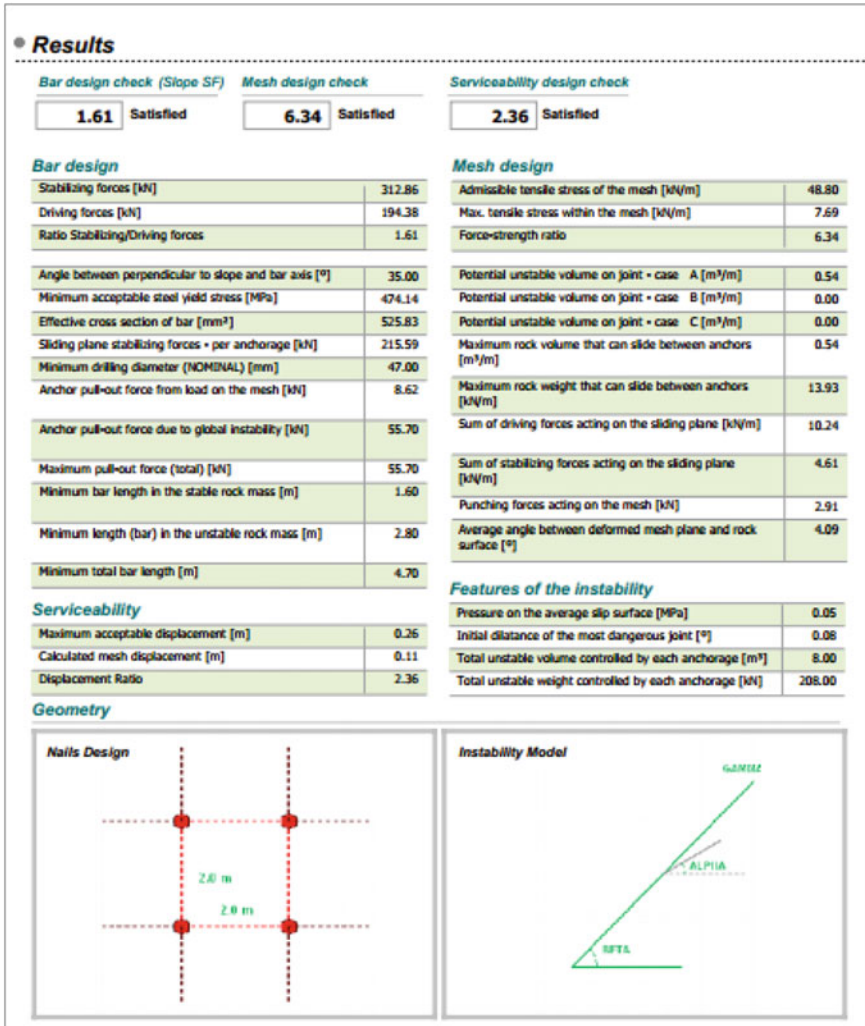 Results
Bar design check (Slope SF) Mesh design check Serviceability design check
1.61 Satisfied 6.34 Satisfied 2.36 Satisfied
Bar design
Stabilizing forces [kN] 312.86
Driving forces [kN] 194.38
Ratio Stabilizing/Driving forces 1.61
Angle between perpendicular to slope and bar axis [º] 35.00
Minimum acceptable steel yield stress [MPa] 474.14
Effective cross section of bar [mm²] 525.83
Sliding plane stabilizing forces - per anchorage [kN] 215.59
Minimum drilling diameter (NOMINAL) [mm] 47.00
Anchor pull-out force from load on the mesh [kN] 8.62
Anchor pull-out force due to global instability [kN] 55.70
Maximum pull-out force (total) [kN] 55.70
Minimum bar length in the stable rock mass [m] 1.60
Minimum length (bar) in the unstable rock mass [m] 2.80
Minimum total bar length [m] 4.70
Serviceability
Maximum acceptable displacement [m] 0.26
Calculated mesh displacement [m] 0.11
Displacement Ratio 2.36
Mesh design
Admissible tensile stress of the mesh [kN/m] 48.80
Max. tensile stress within the mesh [kN/m] 7.69
Force-strength ratio 6.34
Potential unstable volume on joint - case A [m³/m] 0.54
Potential unstable volume on joint - case B [m³/m] 0.00
Potential unstable volume on joint - case C [m³/m] 0.00
Maximum rock volume that can slide between anchors 0.54
[m³/m]
Maximum rock weight that can slide between anchors 13.93
[kN/m]
Sum of driving forces acting on the sliding plane [kN/m] 10.24
Sum of stabilizing forces acting on the sliding plane 4.61
[kN/m]
Punching forces acting on the mesh [kN] 2.91
Average angle between deformed mesh plane and rock 4.09
surface [º]
Features of the instability
Pressure on the average slip surface [MPa] 0.05
Initial dilatance of the most dangerous joint [º] 0.08
Total unstable volume controlled by each anchorage [m³] 8.00
Total unstable weight controlled by each anchorage [kN] 208.00
Geometry
Nails Design
2.0 m
2.0 m
Instability Model
ALPHA
BETA